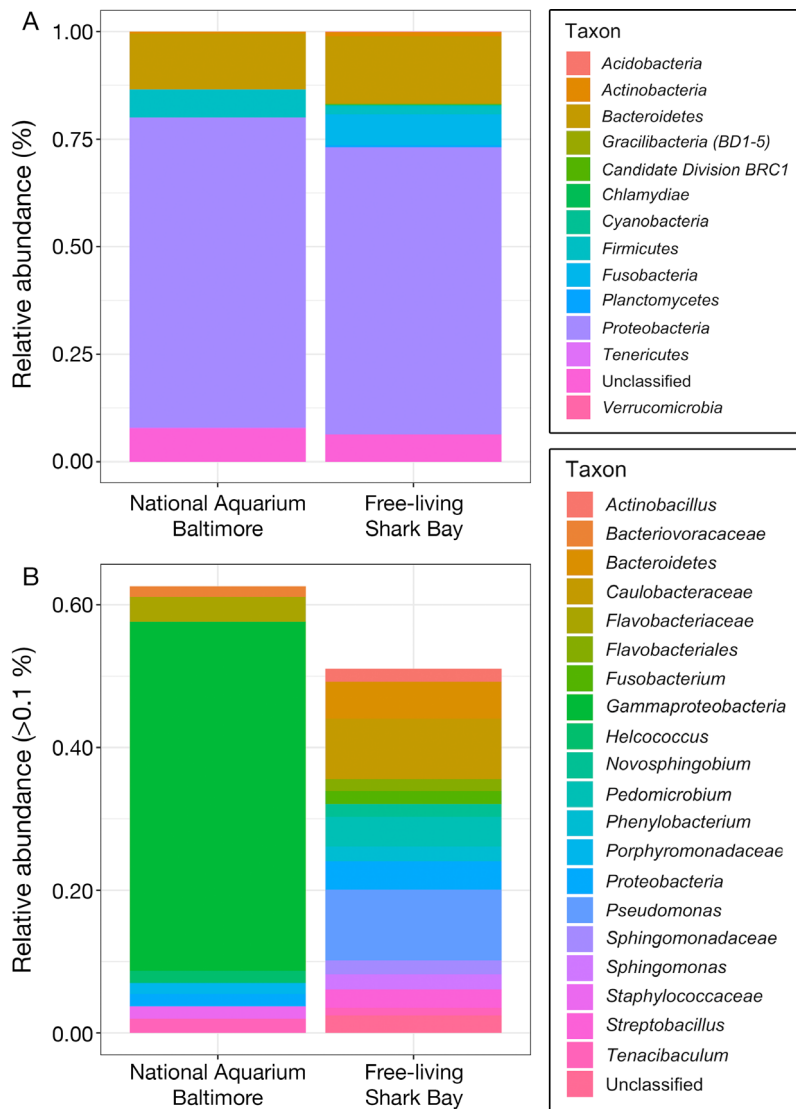 A
Relative abundance (%)
1.00
0.75
0.50
0.25
0.00
National Aquarium
Baltimore
Free-living
Shark Bay
Taxon
Acidobacteria
Actinobacteria
Bacteroidetes
Gracilibacteria (BD1-5)
Candidate Division BRC1
Chlamydiae
Cyanobacteria
Firmicutes
Fusobacteria
Planctomycetes
Proteobacteria
Tenericutes
Unclassified
Verrucomicrobia
B
Relative abundance (>0.1 %)
0.60
0.40
0.20
0.00
National Aquarium
Baltimore
Free-living
Shark Bay
Taxon
Actinobacillus
Bacteriovoracaceae
Bacteroidetes
Caulobacteraceae
Flavobacteriaceae
Flavobacteriales
Fusobacterium
Gammaproteobacteria
Helcococcus
Novosphingobium
Pedomicrobium
Phenylobacterium
Porphyromonadaceae
Proteobacteria
Pseudomonas
Sphingomonadaceae
Sphingomonas
Staphylococcaceae
Streptobacillus
Tenacibaculum
Unclassified